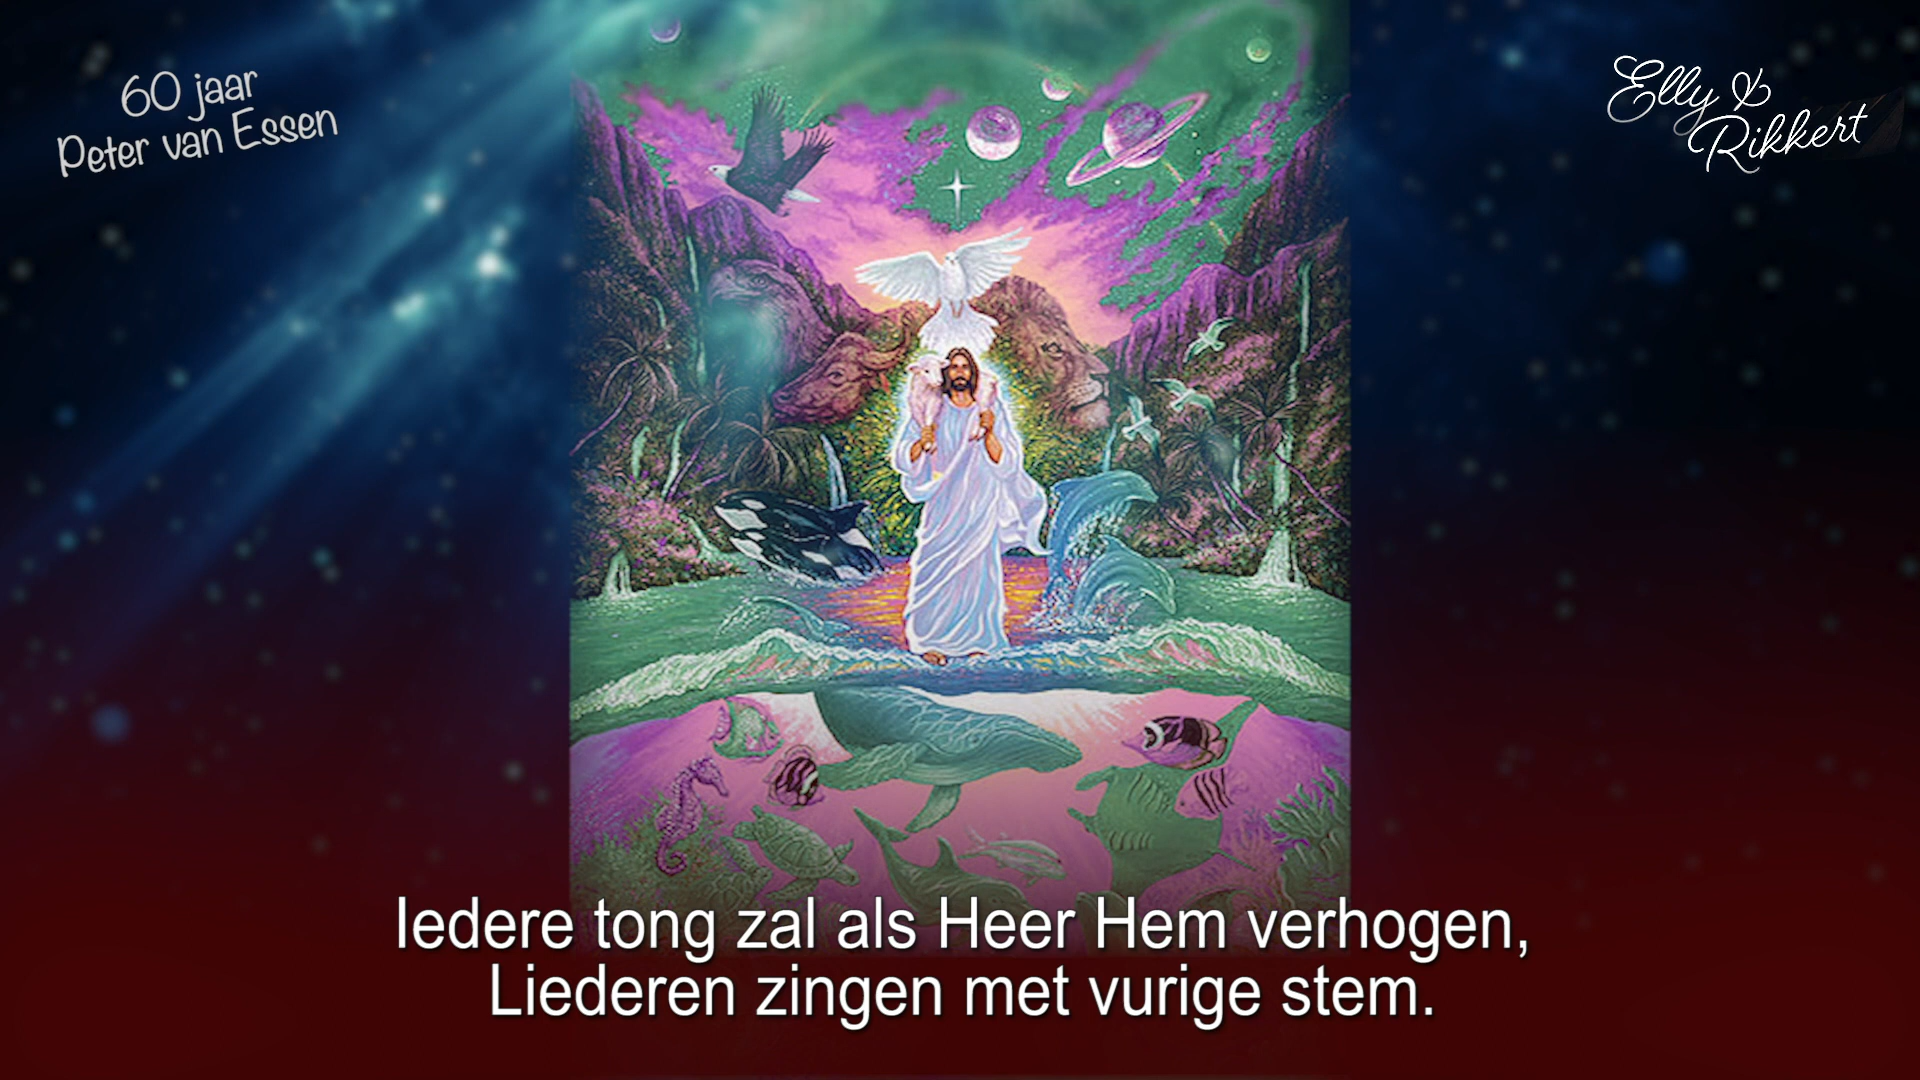 60 jaar
Peter van Essen
Elly &
Rikkert
Iedere tong zal als Heer Hem verhogen,
Liederen zingen met vurige stem.